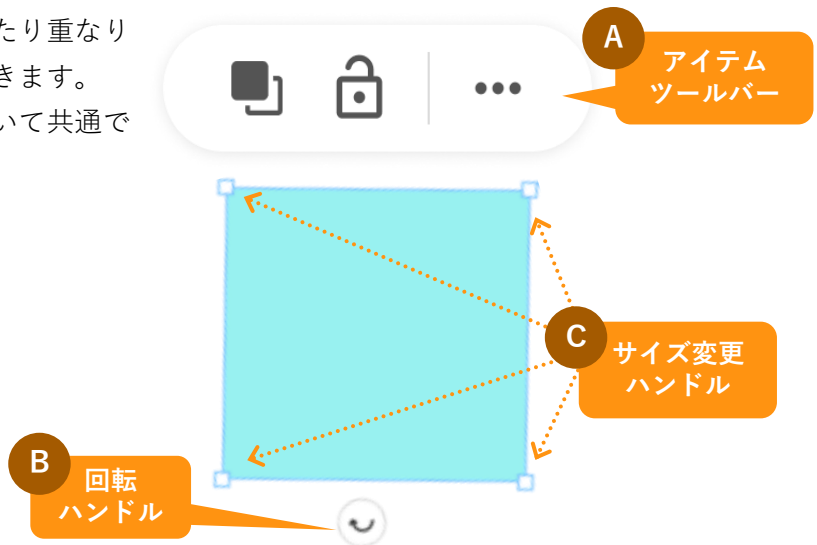 たり重なり
きます。
いて共通で
A
アイテム
ツールバー
C
サイズ変更
ハンドル
B
回転
ハンドル